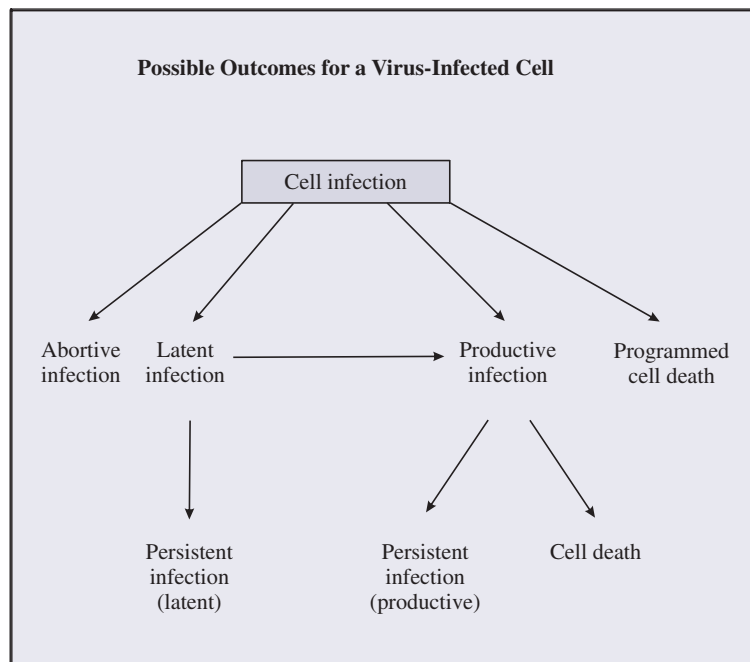 Possible Outcomes for a Virus-Infected Cell
Cell infection
Abortive
infection
Latent
infection
Productive
infection
Programmed
cell death
Persistent
infection
(latent)
Persistent
infection
(productive)
Cell death